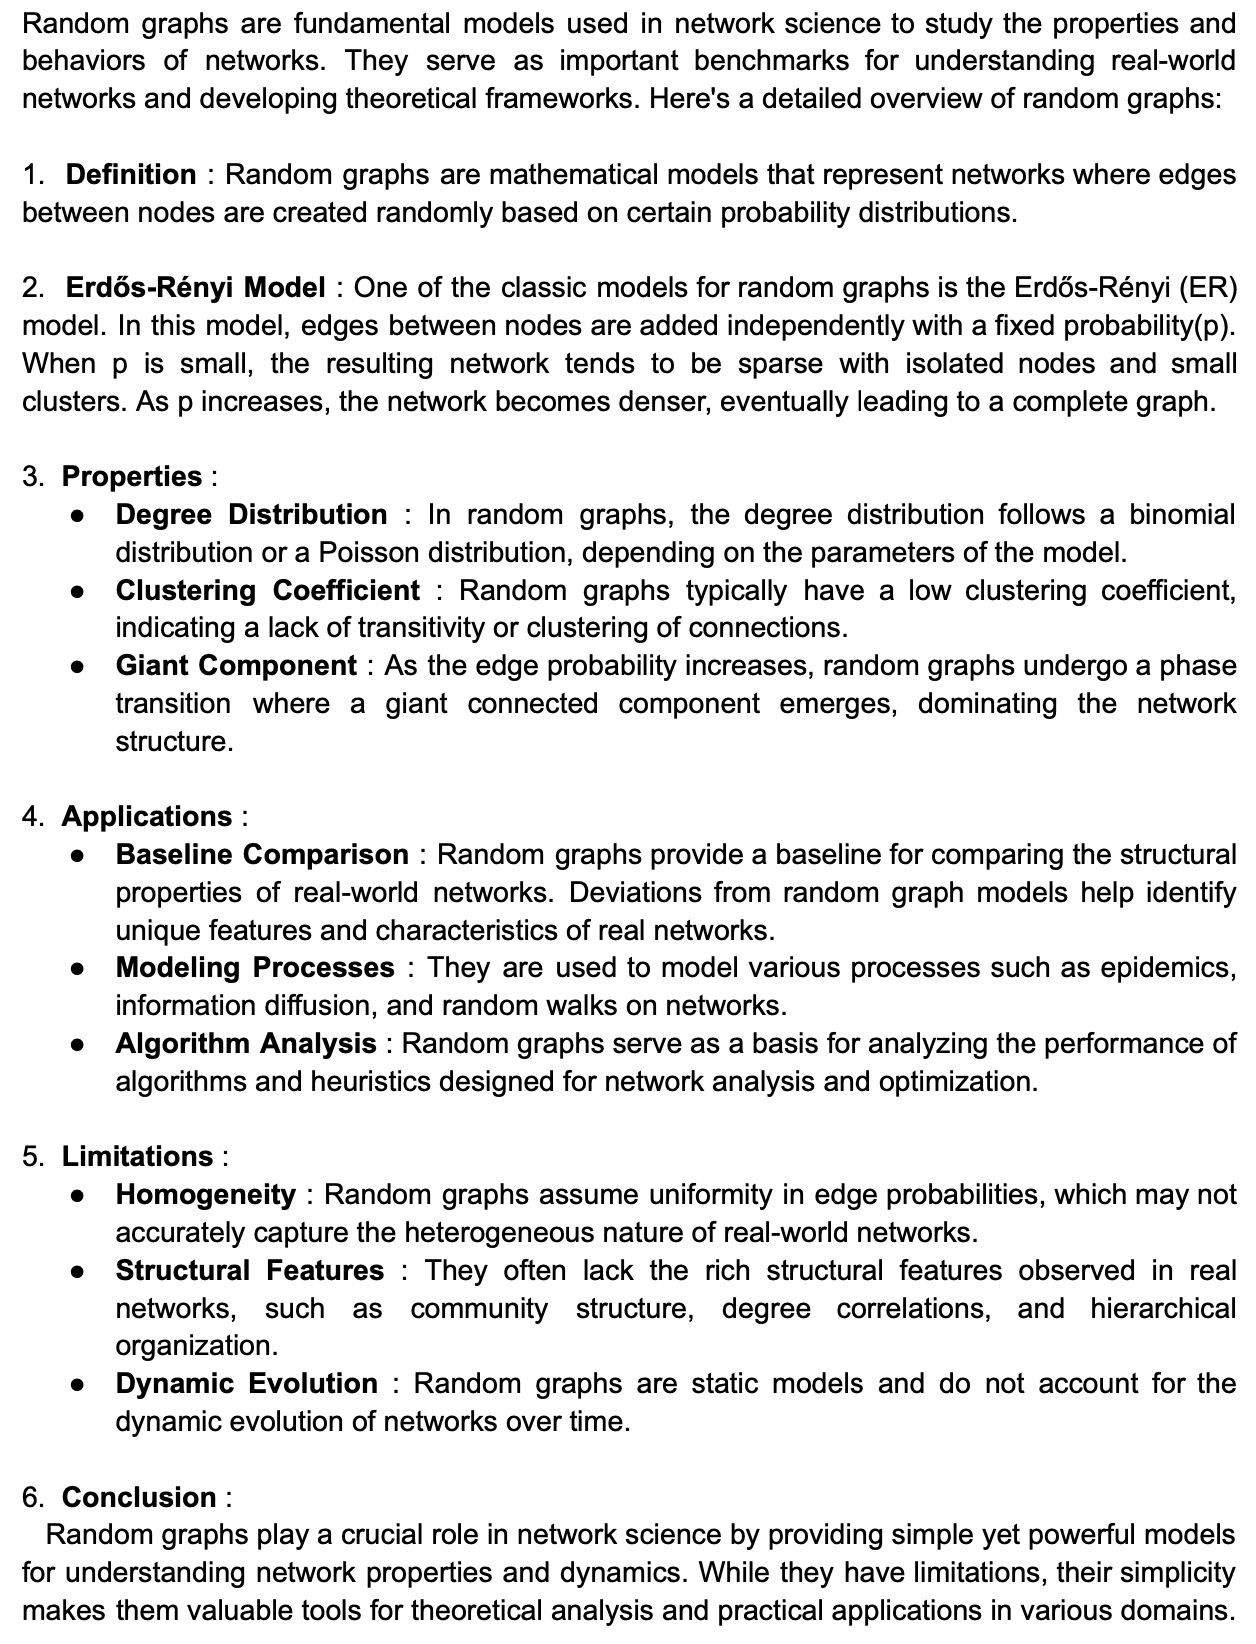 Random graphs are fundamental models used in network science to study the properties and
behaviors of networks. They serve as important benchmarks for understanding real-world
networks and developing theoretical frameworks. Here's a detailed overview of random graphs:
1. Definition : Random graphs are mathematical models that represent networks where edges
between nodes are created randomly based on certain probability distributions.
2. Erdős-Rényi Model : One of the classic models for random graphs is the Erdős-Rényi (ER)
model. In this model, edges between nodes are added independently with a fixed probability(p).
When p is small, the resulting network tends to be sparse with isolated nodes and small
clusters. As p increases, the network becomes denser, eventually leading to a complete graph.
3. Properties :
● Degree Distribution : In random graphs, the degree distribution follows a binomial
distribution or a Poisson distribution, depending on the parameters of the model.
● Clustering Coefficient : Random graphs typically have a low clustering coefficient,
indicating a lack of transitivity or clustering of connections.
● Giant Component : As the edge probability increases, random graphs undergo a phase
transition where a giant connected component emerges, dominating the network
structure.
4. Applications :
● Baseline Comparison : Random graphs provide a baseline for comparing the structural
properties of real-world networks. Deviations from random graph models help identify
unique features and characteristics of real networks.
● Modeling Processes : They are used to model various processes such as epidemics,
information diffusion, and random walks on networks.
● Algorithm Analysis : Random graphs serve as a basis for analyzing the performance of
algorithms and heuristics designed for network analysis and optimization.
5. Limitations :
● Homogeneity : Random graphs assume uniformity in edge probabilities, which may not
accurately capture the heterogeneous nature of real-world networks.
● Structural Features : They often lack the rich structural features observed in real
networks, such as community structure, degree correlations, and hierarchical
organization.
● Dynamic Evolution : Random graphs are static models and do not account for the
dynamic evolution of networks over time.
6. Conclusion :
Random graphs play a crucial role in network science by providing simple yet powerful models
for understanding network properties and dynamics. While they have limitations, their simplicity
makes them valuable tools for theoretical analysis and practical applications in various domains.